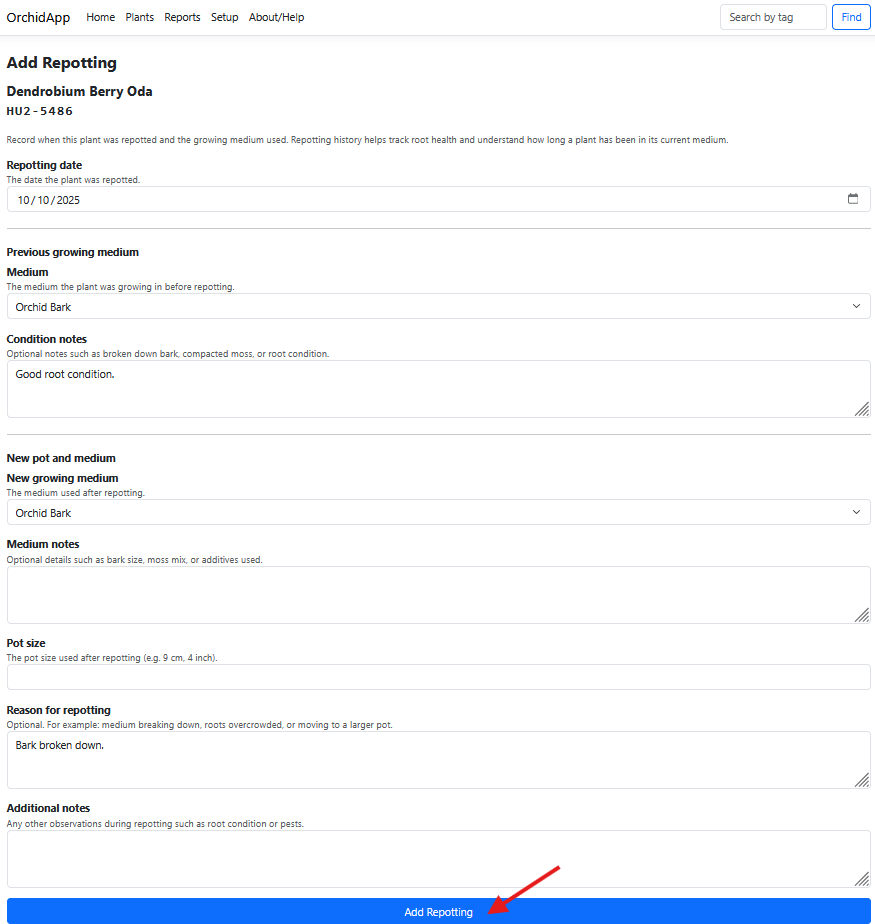 OrchidApp Home Plants Reports Setup About/Help Search by tag Find
Add Repotting
Dendrobium Berry Oda
HU2-5486
Record when this plant was repotted and the growing medium used. Repotting history helps track root health and understand how long a plant has been in its current medium.
Repotting date
The date the plant was repotted.
10/10/2025
Previous growing medium
Medium
The medium the plant was growing in before repotting.
Orchid Bark
Condition notes
Optional notes such as broken down bark, compacted moss, or root condition.
Good root condition.
New pot and medium
New growing medium
The medium used after repotting.
Orchid Bark
Medium notes
Optional details such as bark size, moss mix, or additives used.
Pot size
The pot size used after repotting (e.g. 9 cm, 4 inch).
Reason for repotting
Optional. For example: medium breaking down, roots overcrowded, or moving to a larger pot.
Bark broken down.
Additional notes
Any other observations during repotting such as root condition or pests.
Add Repotting